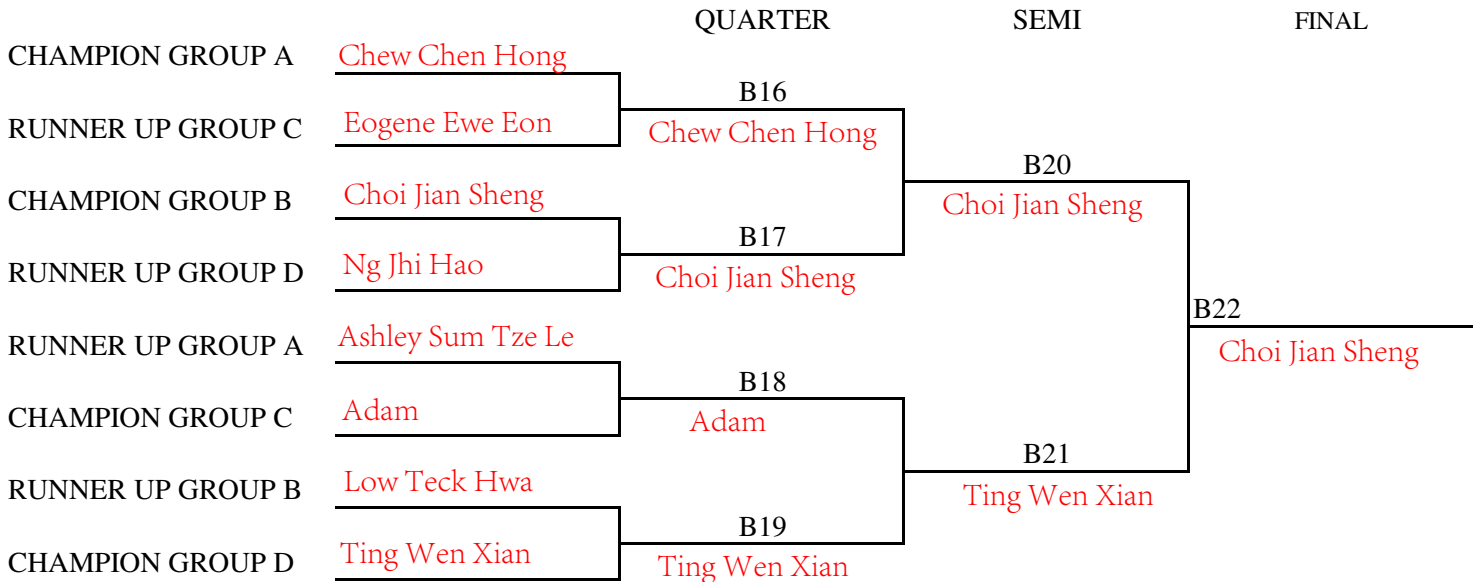 QUARTER SEMI FINAL
CHAMPION GROUP A Chew Chen Hong
B16
RUNNER UP GROUP C Eogene Ewe Eon
Chew Chen Hong
B20
CHAMPION GROUP B Choi Jian Sheng
Choi Jian Sheng
B17
RUNNER UP GROUP D Ng Jhi Hao
Choi Jian Sheng
B22
RUNNER UP GROUP A Ashley Sum Tze Le
Choi Jian Sheng
B18
CHAMPION GROUP C Adam
Adam
B21
RUNNER UP GROUP B Low Teck Hwa
Ting Wen Xian
B19
CHAMPION GROUP D Ting Wen Xian
Ting Wen Xian